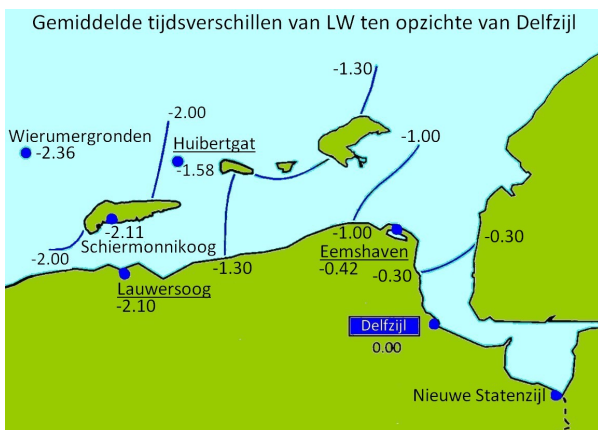 Gemiddelde tijdsverschillen van LW ten opzichte van Delfzijl
-1.30
-2.00
Wierumergronden
-2.36
Huibertgat
-1.58
-1.00
-2.11
Schiermonnikoog
-2.00
-1.00
Eemshaven
-0.42
-0.30
-0.30
-1.30
Lauwersoog
-2.10
Delfzijl
0.00
Nieuwe Statenzijl